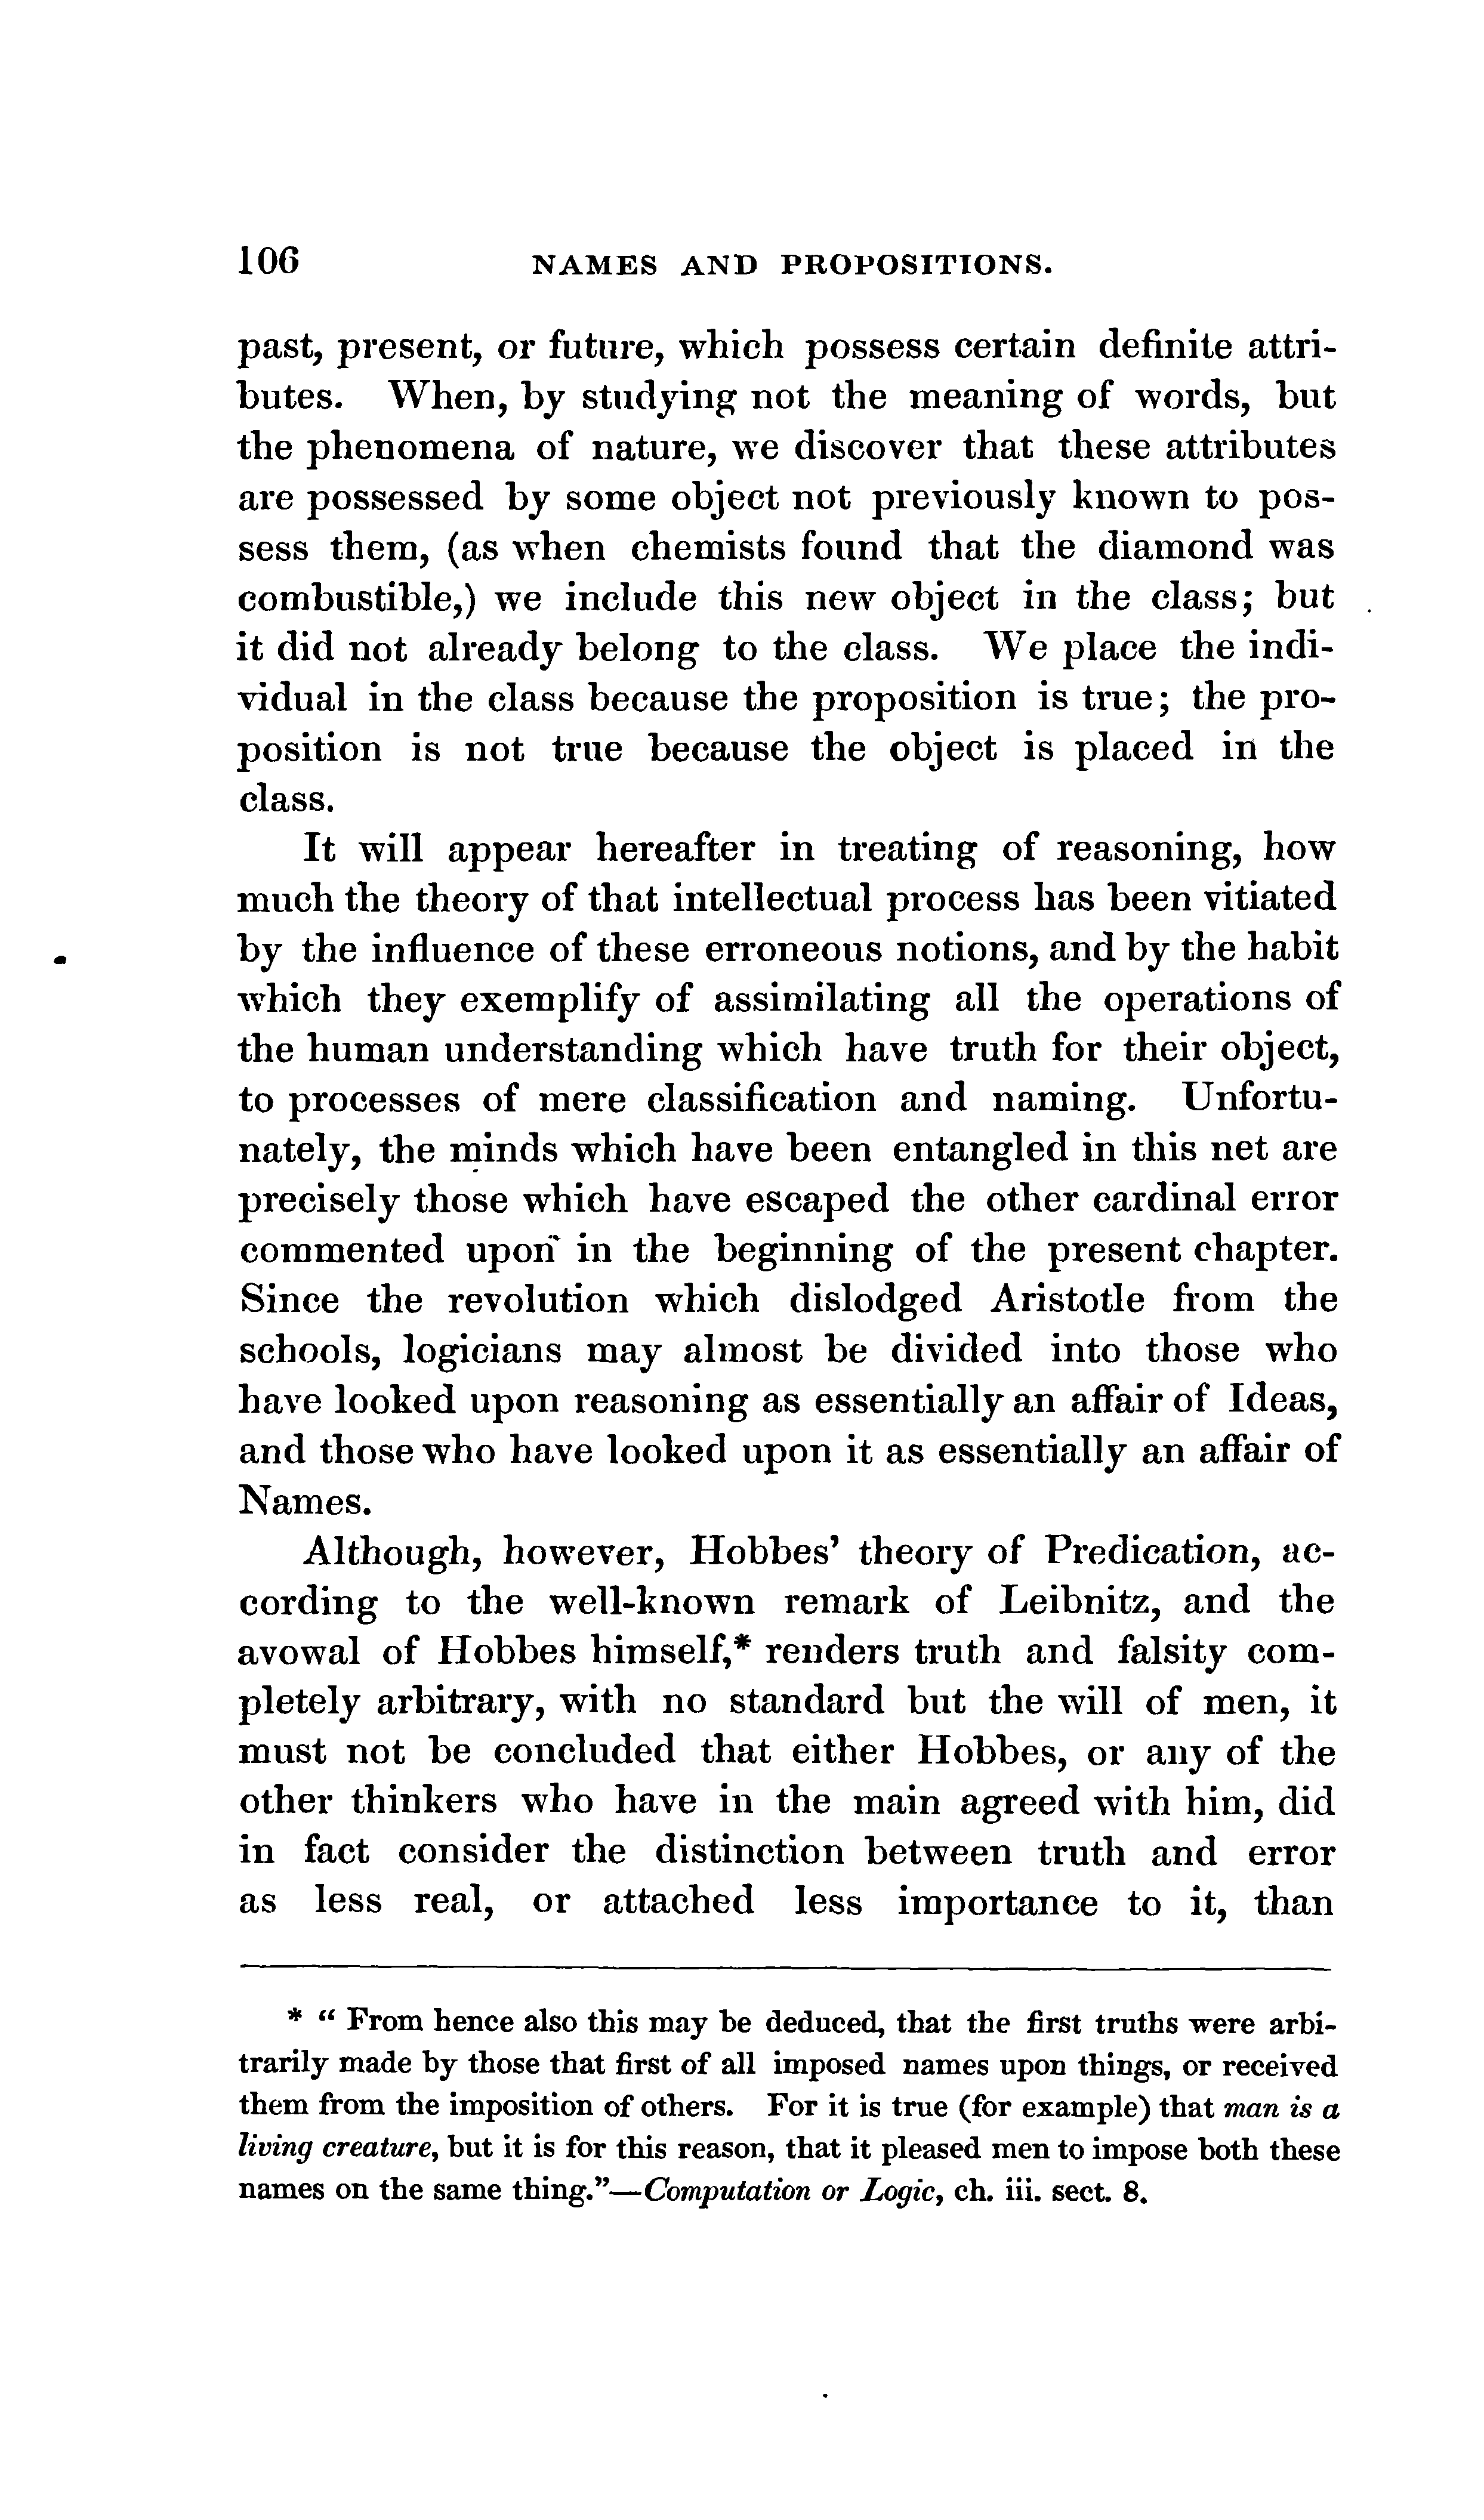 106 NAMES AND PROPOSITIONS.
past, present, or future, which possess certain definite attri-
butes. When, by studying not the meaning of words, but
the phenomena of nature, we discover that these attributes
are possessed by some object not previously known to pos-
sess them, (as when chemists found that the diamond was
combustible,) we include this new object in the class; but
it did not already belong to the class. We place the indi-
vidual in the class because the proposition is true; the pro-
position is not true because the object is placed in the
class.
It will appear hereafter in treating of reasoning, how
much the theory of that intellectual process has been vitiated
by the influence of these erroneous notions, and by the habit
which they exemplify of assimilating all the operations of
the human understanding which have truth for their object,
to processes of mere classification and naming. Unfortu-
nately, the minds which have been entangled in this net are
precisely those which have escaped the other cardinal error
commented upon in the beginning of the present chapter.
Since the revolution which dislodged Aristotle from the
schools, logicians may almost be divided into those who
have looked upon reasoning as essentially an affair of Ideas,
and those who have looked upon it as essentially an affair of
Names.
Although, however, Hobbes' theory of Predication, ac-
cording to the well-known remark of Leibnitz, and the
avowal of Hobbes himself,* renders truth and falsity com-
pletely arbitrary, with no standard but the will of men, it
must not be concluded that either Hobbes, or any of the
other thinkers who have in the main agreed with him, did
in fact consider the distinction between truth and error
as less real, or attached less importance to it, than
* “ From hence also this may be deduced, that the first truths were arbi-
trarily made by those that first of all imposed names upon things, or received
them from the imposition of others. For it is true (for example) that man is a
living creature, but it is for this reason, that it pleased men to impose both these
names on the same thing.”—Computation or Logic, ch. iii. sect. 8.